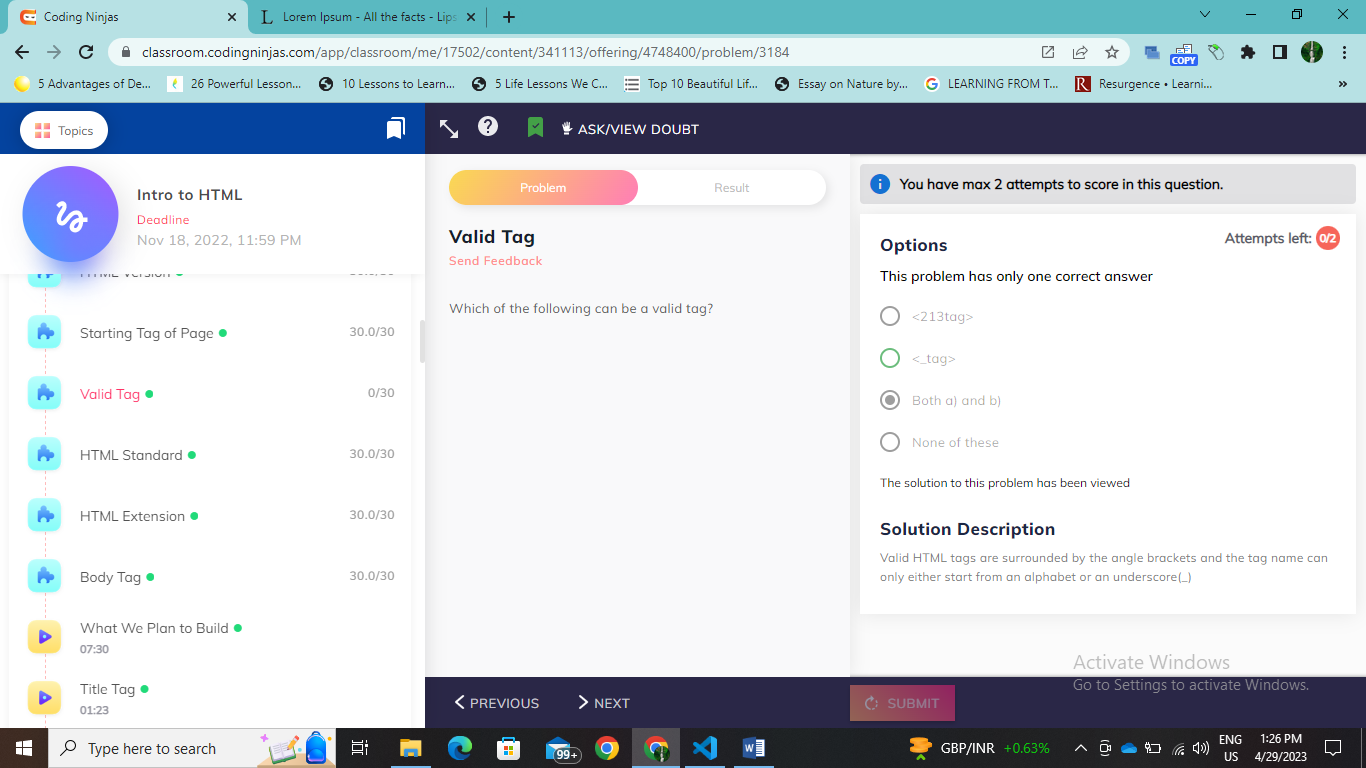 Coding Ninjas
Lorem Ipsum - All the facts - Lips
classroom.codingninjas.com/app/classroom/me/17502/content/341113/offering/4748400/problem/3184
COPY
5 Advantages of De...
26 Powerful Lesson...
10 Lessons to Learn...
5 Life Lessons We C...
Top 10 Beautiful Lif...
Essay on Nature by...
LEARNING FROM T...
Resurgence • Learni...
Topics
ASK/VIEW DOUBT
Intro to HTML
Deadline
Nov 18, 2022, 11:59 PM
HTML Version
Starting Tag of Page
30.0/30
Valid Tag
0/30
HTML Standard
30.0/30
HTML Extension
30.0/30
Body Tag
30.0/30
What We Plan to Build
07:30
Title Tag
01:23
Problem
Result
Valid Tag
Send Feedback
Which of the following can be a valid tag?
PREVIOUS
NEXT
You have max 2 attempts to score in this question.
Options
Attempts left: 0/2
This problem has only one correct answer
<213tag>
<_tag>
Both a) and b)
None of these
The solution to this problem has been viewed
Solution Description
Valid HTML tags are surrounded by the angle brackets and the tag name can
only either start from an alphabet or an underscore(_)
Activate Windows
Go to Settings to activate Windows.
SUBMIT
Type here to search
99+
GBP/INR +0.63%
ENG
US
1:26 PM
4/29/2023